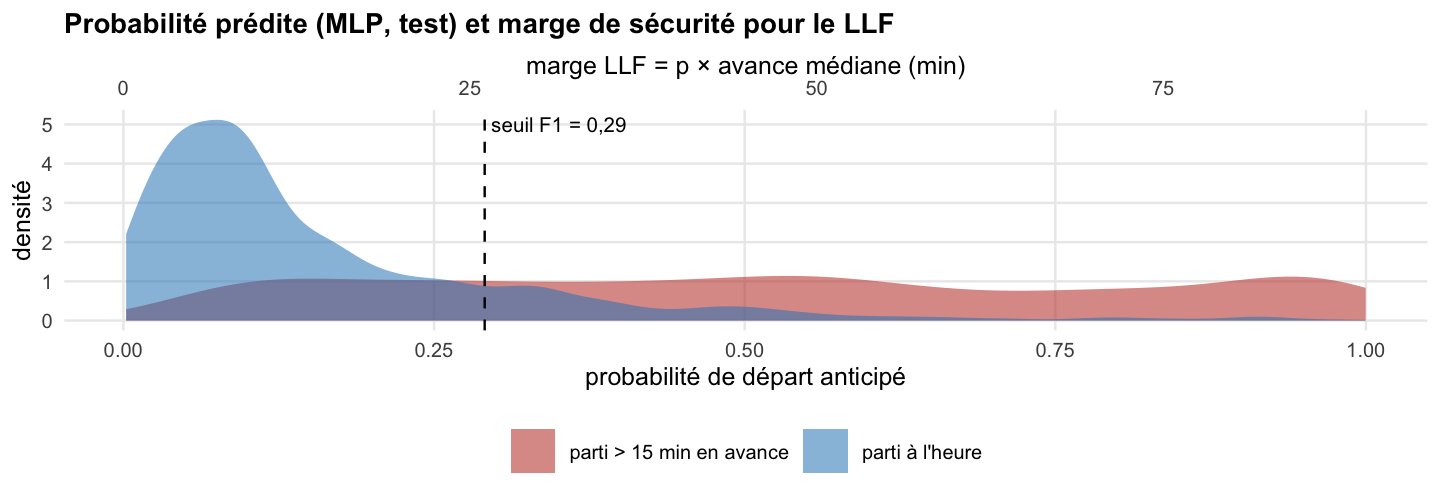 Probabilité prédite (MLP, test) et marge de sécurité pour le LLF
marge LLF = p × avance médiane (min)
0 25 50 75
seuil F1 = 0,29
densité
5
4
3
2
1
0
0.00 0.25 0.50 0.75 1.00
probabilité de départ anticipé
parti > 15 min en avance parti à l'heure